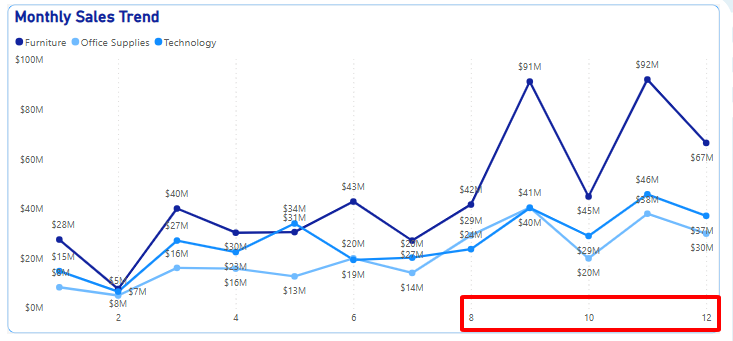 Monthly Sales Trend
Furniture Office Supplies Technology
$100M
$80M
$60M
$40M
$20M
$0M
$28M
$15M
$5M
$8M
$7M
$40M
$27M
$16M
$30M
$23M
$16M
$34M
$31M
$13M
$43M
$20M
$19M
$27M
$14M
$42M
$29M
$24M
$91M
$41M
$40M
$45M
$29M
$20M
$92M
$46M
$38M
$67M
$37M
$30M
2 4 6 8 10 12